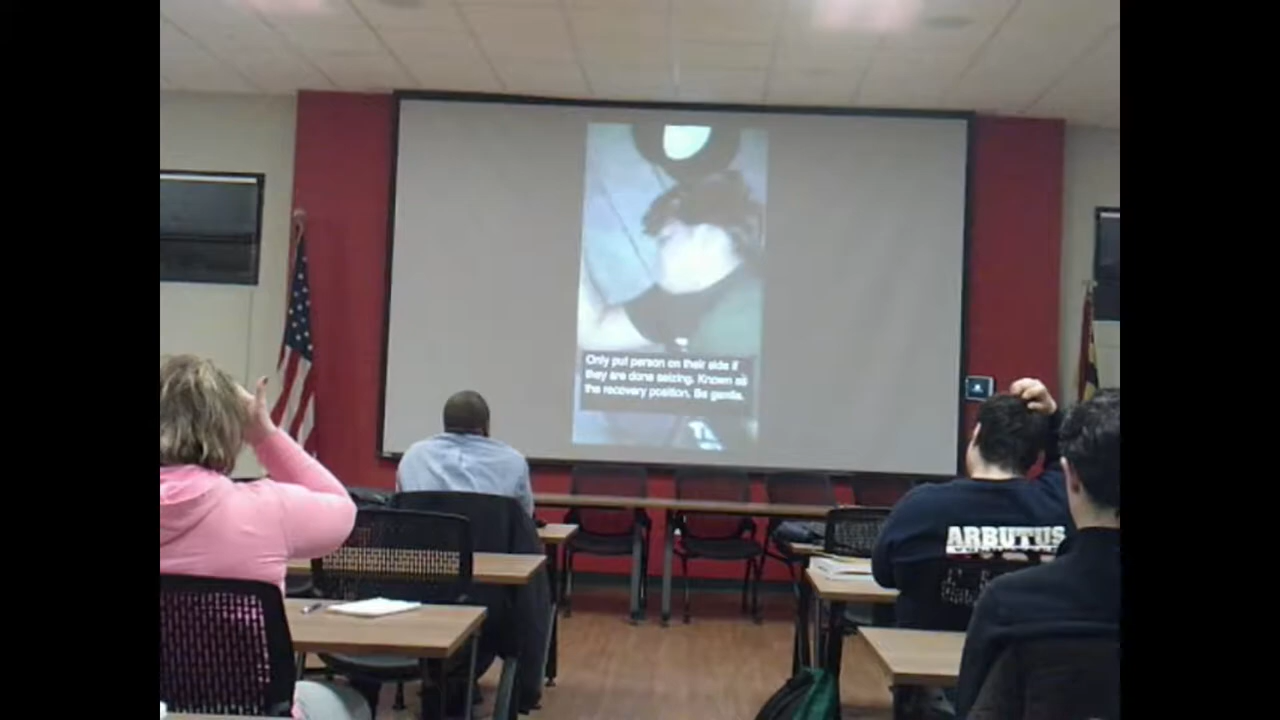 Only put person on their side if
they are done seizing. Known as
the recovery position. Be gentle.
ARBUTUS